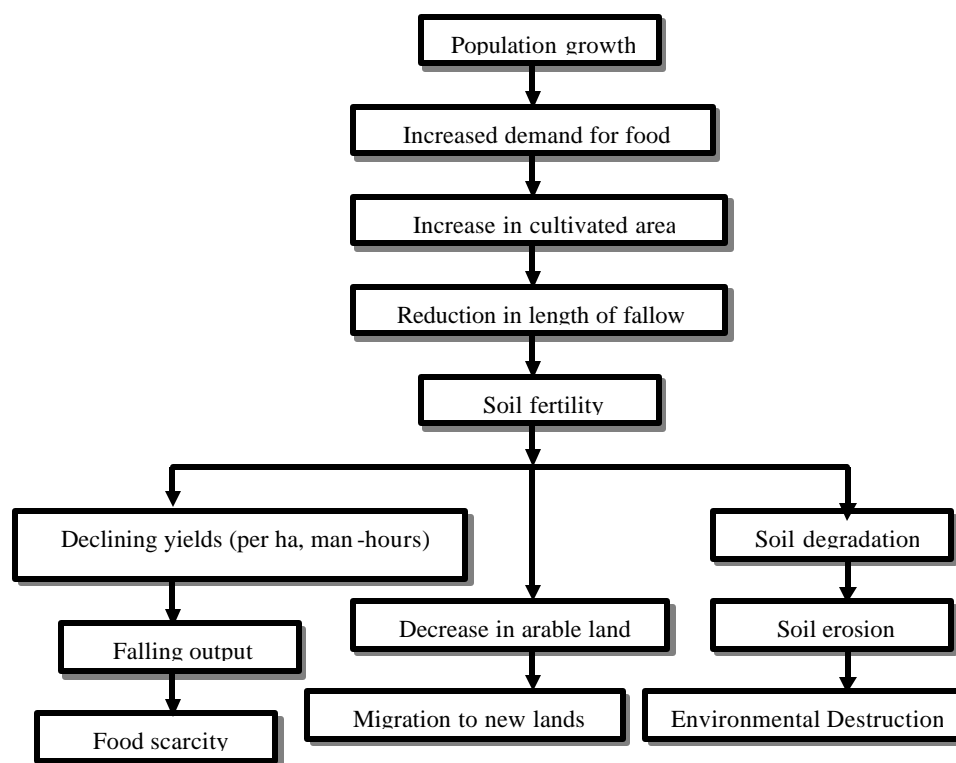 Population growth
Increased demand for food
Increase in cultivated area
Reduction in length of fallow
Soil fertility
Declining yields (per ha, man-hours)
Soil degradation
Decrease in arable land
Soil erosion
Falling output
Migration to new lands
Environmental Destruction
Food scarcity